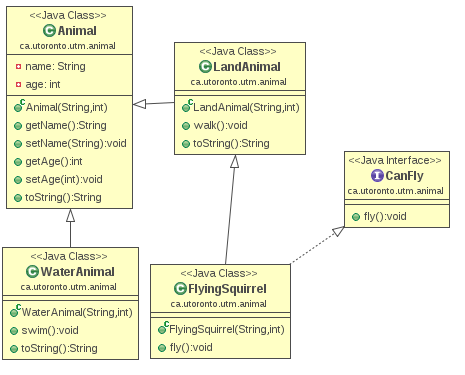 <<Java Class>>
Animal
ca.utoronto.utm.animal
name: String
age: int
Animal(String,int)
getName():String
setName(String):void
getAge():int
setAge(int):void
toString():String
<<Java Class>>
LandAnimal
ca.utoronto.utm.animal
LandAnimal(String,int)
walk():void
toString():String
<<Java Interface>>
CanFly
ca.utoronto.utm.animal
fly():void
<<Java Class>>
WaterAnimal
ca.utoronto.utm.animal
WaterAnimal(String,int)
swim():void
toString():String
<<Java Class>>
FlyingSquirrel
ca.utoronto.utm.animal
FlyingSquirrel(String,int)
fly():void